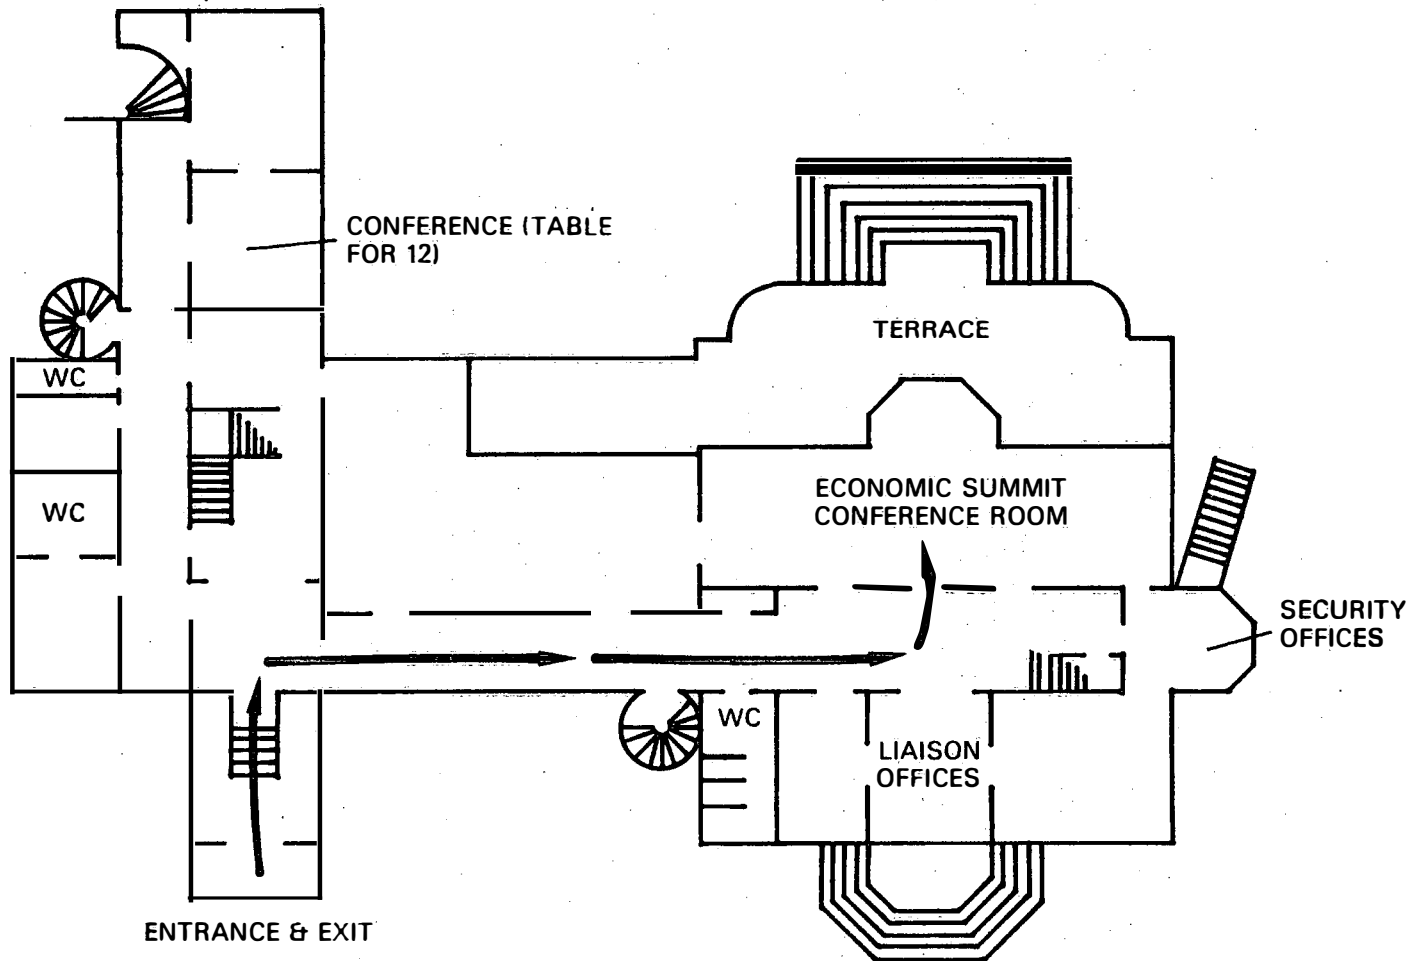 CONFERENCE (TABLE
FOR 12)
TERRACE
WC
WC
ECONOMIC SUMMIT
CONFERENCE ROOM
SECURITY
OFFICES
WC
LIAISON
OFFICES
ENTRANCE & EXIT